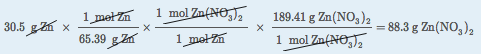 30.5 g Zn × 1 mol Zn / 65.39 g Zn × 1 mol Zn(NO₃)₂ / 1 mol Zn × 189.41 g Zn(NO₃)₂ / 1 mol Zn(NO₃)₂ = 88.3 g Zn(NO₃)₂